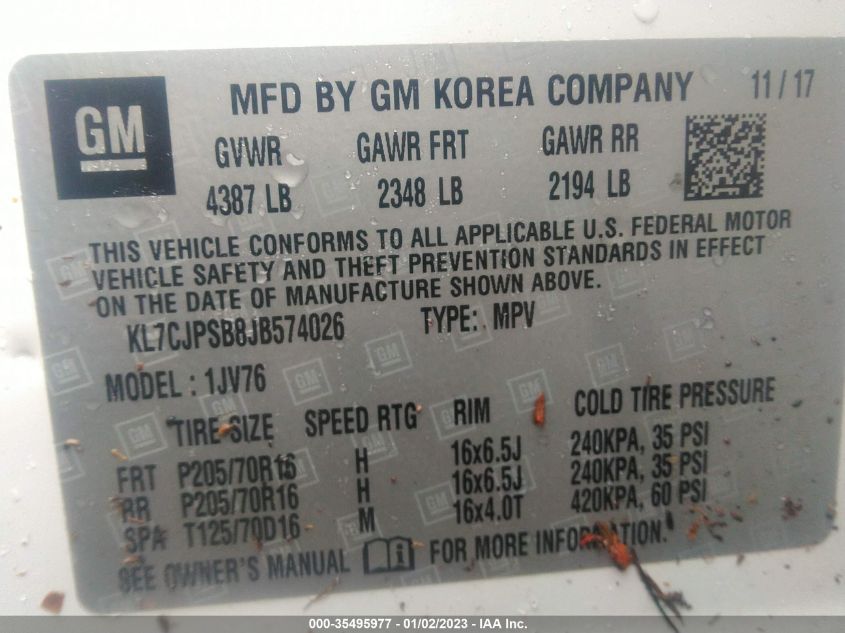 GM
MFD BY GM KOREA COMPANY 11/17
GVWR GAWR FRT GAWR RR
4387 LB 2348 LB 2194 LB
THIS VEHICLE CONFORMS TO ALL APPLICABLE U.S. FEDERAL MOTOR
VEHICLE SAFETY AND THEFT PREVENTION STANDARDS IN EFFECT
ON THE DATE OF MANUFACTURE SHOWN ABOVE.
KL7CJPSB8JB574026 TYPE: MPV
MODEL: 1JV76
TIRE SIZE SPEED RTG RIM COLD TIRE PRESSURE
FRT P205/70R16 H 16x6.5J 240KPA, 35 PSI
RR P205/70R16 H 16x6.5J 240KPA, 35 PSI
SPA T125/70D16 M 16x4.0T 420KPA, 60 PSI
SEE OWNER'S MANUAL FOR MORE INFORMATION.
000-35495977 - 01/02/2023 - IAA Inc.